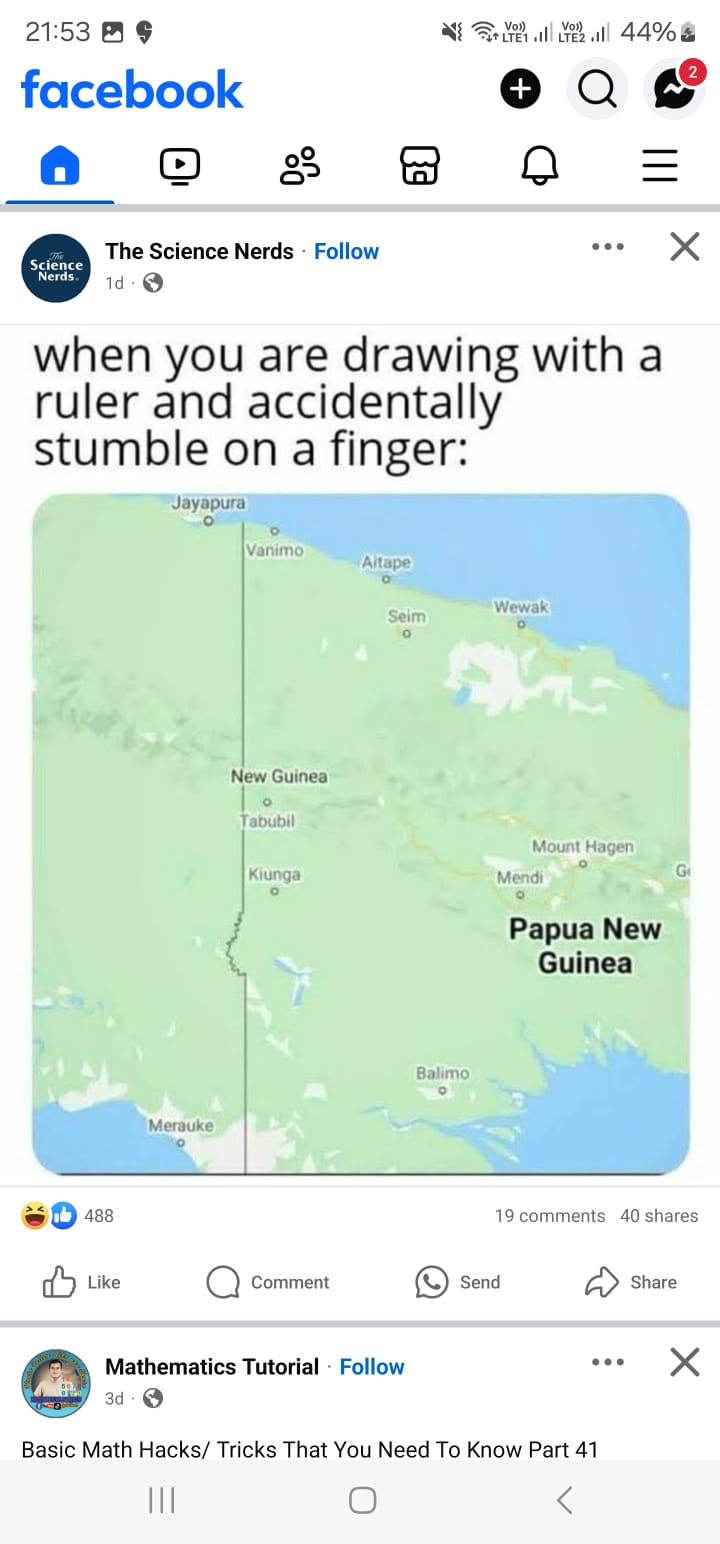 21:53 Vo)) LTE1 Vo)) LTE2 44%
facebook
2
The Science Nerds.
The Science Nerds · Follow
1d ·
when you are drawing with a
ruler and accidentally
stumble on a finger:
Jayapura
Vanimo
Aitape
Seim
Wewak
New Guinea
Tabubil
Mount Hagen
Kiunga
Mendi
Papua New
Guinea
Balimo
Merauke
488 19 comments 40 shares
Like Comment Send Share
Mathematics Tutorial · Follow
3d ·
Basic Math Hacks/ Tricks That You Need To Know Part 41